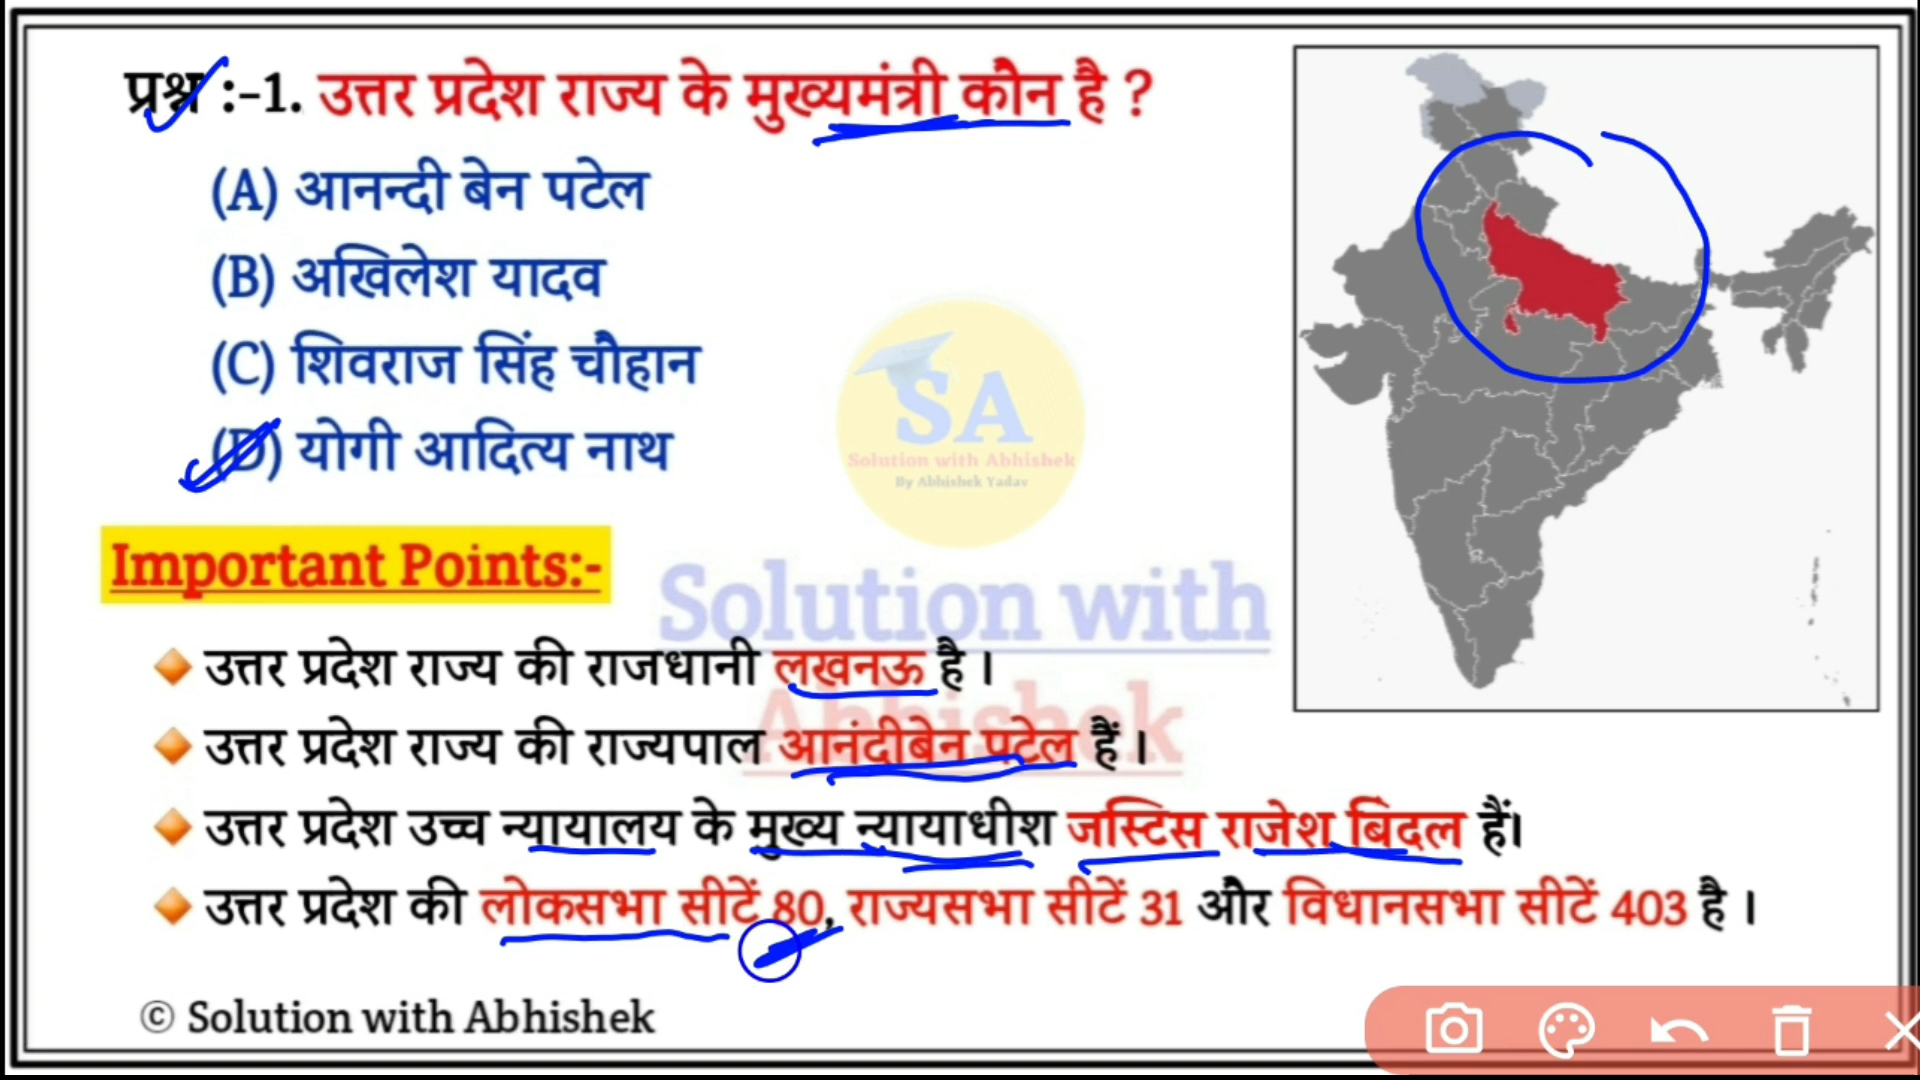 प्रश्न :-1. उत्तर प्रदेश राज्य के मुख्यमंत्री कौन है ?
(A) आनन्दी बेन पटेल
(B) अखिलेश यादव
(C) शिवराज सिंह चौहान
(D) योगी आदित्य नाथ
SA
Solution with Abhishek
By Abhishek Yadav
Important Points:-
Solution with
Abhishek
उत्तर प्रदेश राज्य की राजधानी लखनऊ है ।
उत्तर प्रदेश राज्य की राज्यपाल आनंदीबेन पटेल हैं ।
उत्तर प्रदेश उच्च न्यायालय के मुख्य न्यायाधीश जस्टिस राजेश बिंदल हैं।
उत्तर प्रदेश की लोकसभा सीटें 80, राज्यसभा सीटें 31 और विधानसभा सीटें 403 है ।
© Solution with Abhishek